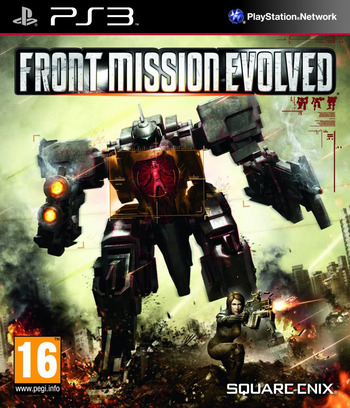 PS3
PlayStation®Network
FRONT MISSION EVOLVED
16
www.pegi.info
SQUARE ENIX